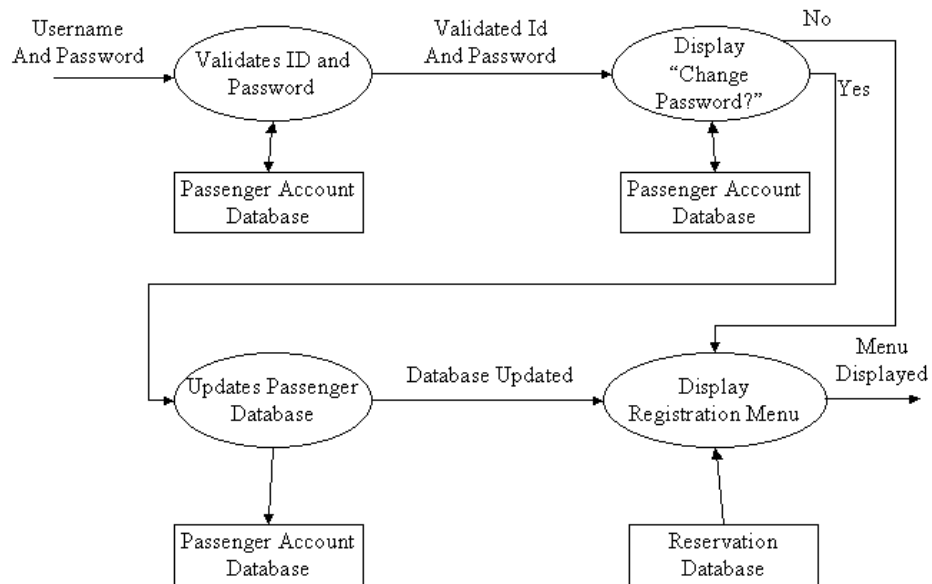 Username
And Password
Validates ID and
Password
Validated Id
And Password
Display
“Change
Password?”
No
Yes
Passenger Account
Database
Passenger Account
Database
Updates Passenger
Database
Database Updated
Display
Registration Menu
Menu
Displayed
Passenger Account
Database
Reservation
Database